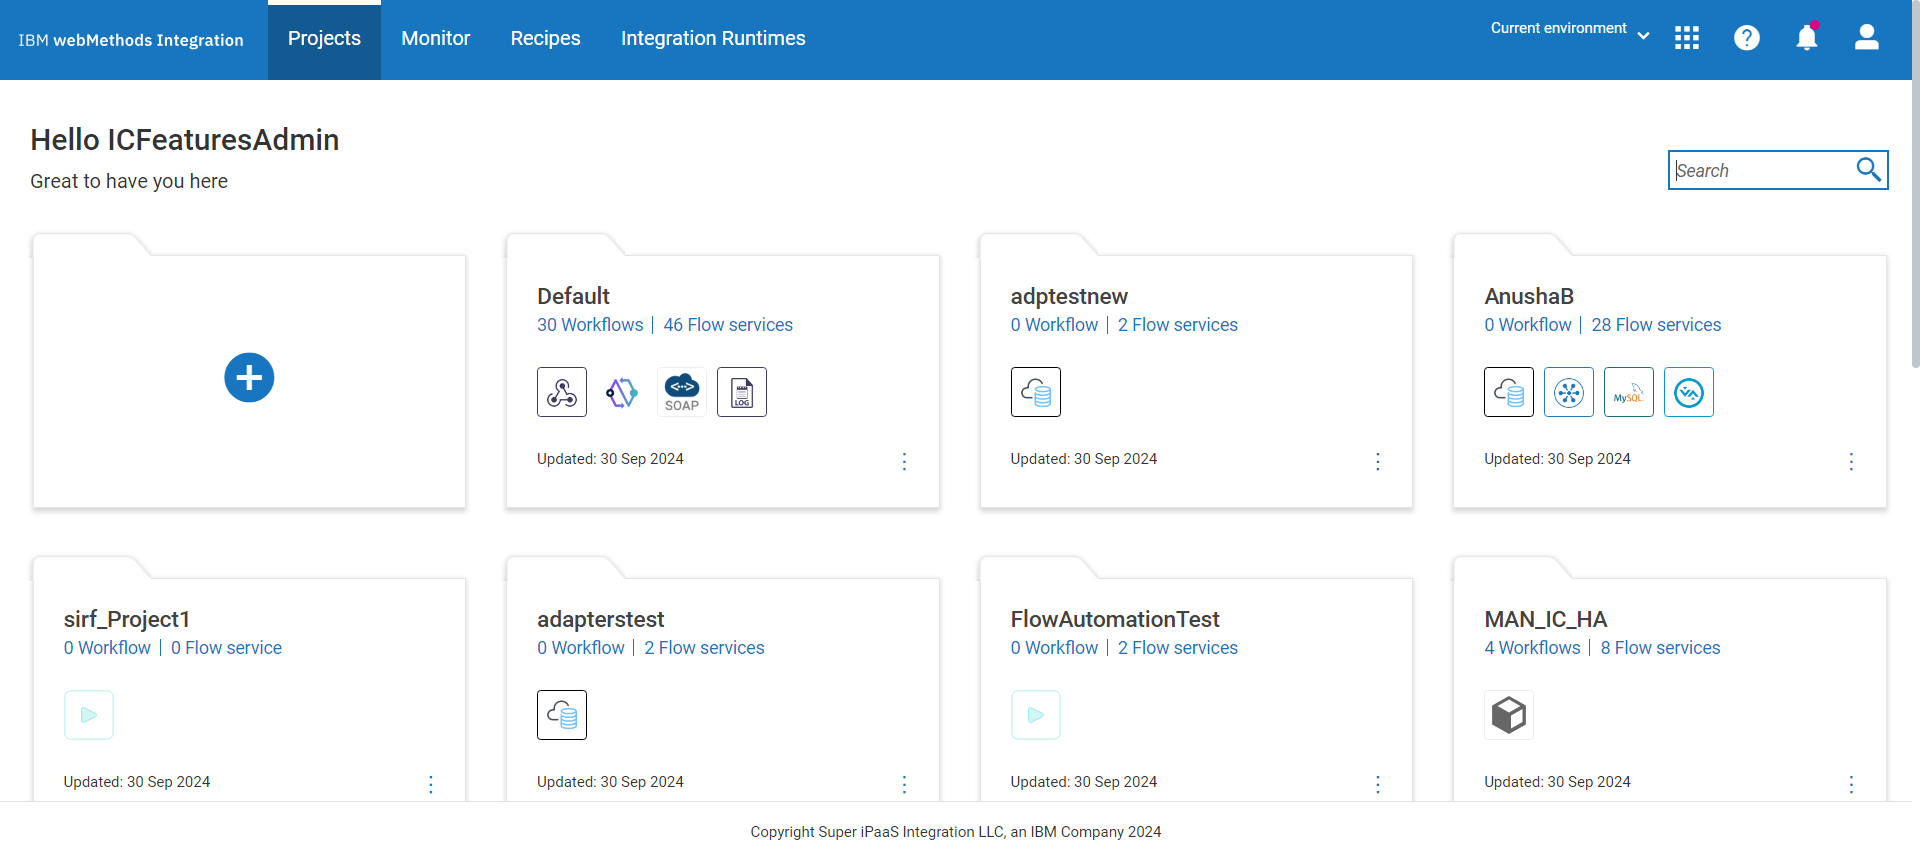 IBM webMethods Integration
Projects
Monitor
Recipes
Integration Runtimes
Current environment
?
Hello ICFeaturesAdmin
Great to have you here
Search
Default
30 Workflows | 46 Flow services
SOAP
LOG
Updated: 30 Sep 2024
adptestnew
0 Workflow | 2 Flow services
Updated: 30 Sep 2024
AnushaB
0 Workflow | 28 Flow services
MySQL
Updated: 30 Sep 2024
sirf_Project1
0 Workflow | 0 Flow service
Updated: 30 Sep 2024
adapterstest
0 Workflow | 2 Flow services
Updated: 30 Sep 2024
FlowAutomationTest
0 Workflow | 2 Flow services
Updated: 30 Sep 2024
MAN_IC_HA
4 Workflows | 8 Flow services
Updated: 30 Sep 2024
Copyright Super iPaaS Integration LLC, an IBM Company 2024